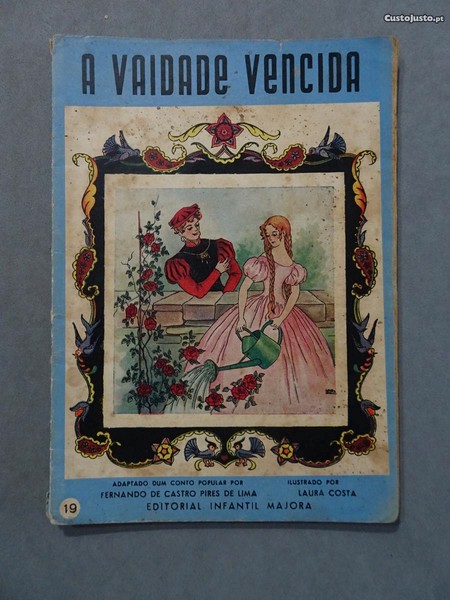 CustoJusto.pt
A VAIDADE VENCIDA
ADAPTADO DUM CONTO POPULAR POR
FERNANDO DE CASTRO PIRES DE LIMA
ILUSTRADO POR
LAURA COSTA
EDITORIAL INFANTIL MAJORA
19